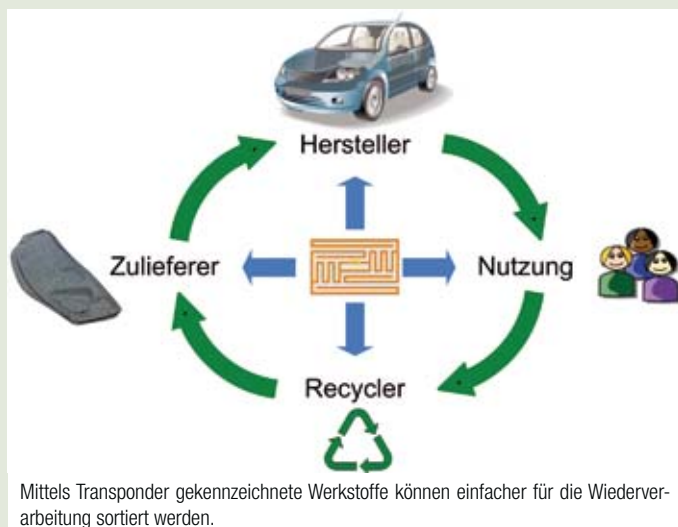 Hersteller
Zulieferer
Nutzung
Recycler
Mittels Transponder gekennzeichnete Werkstoffe können einfacher für die Wiederver-
arbeitung sortiert werden.